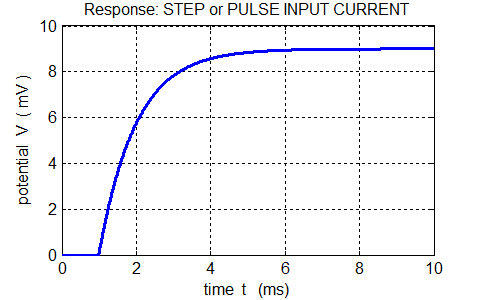 Response: STEP or PULSE INPUT CURRENT
10
8
6
4
2
0
potential V ( mV )
0 2 4 6 8 10
time t (ms)